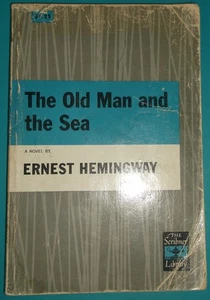 The Old Man and
the Sea
A NOVEL BY
ERNEST HEMINGWAY
THE
Scribner
Library